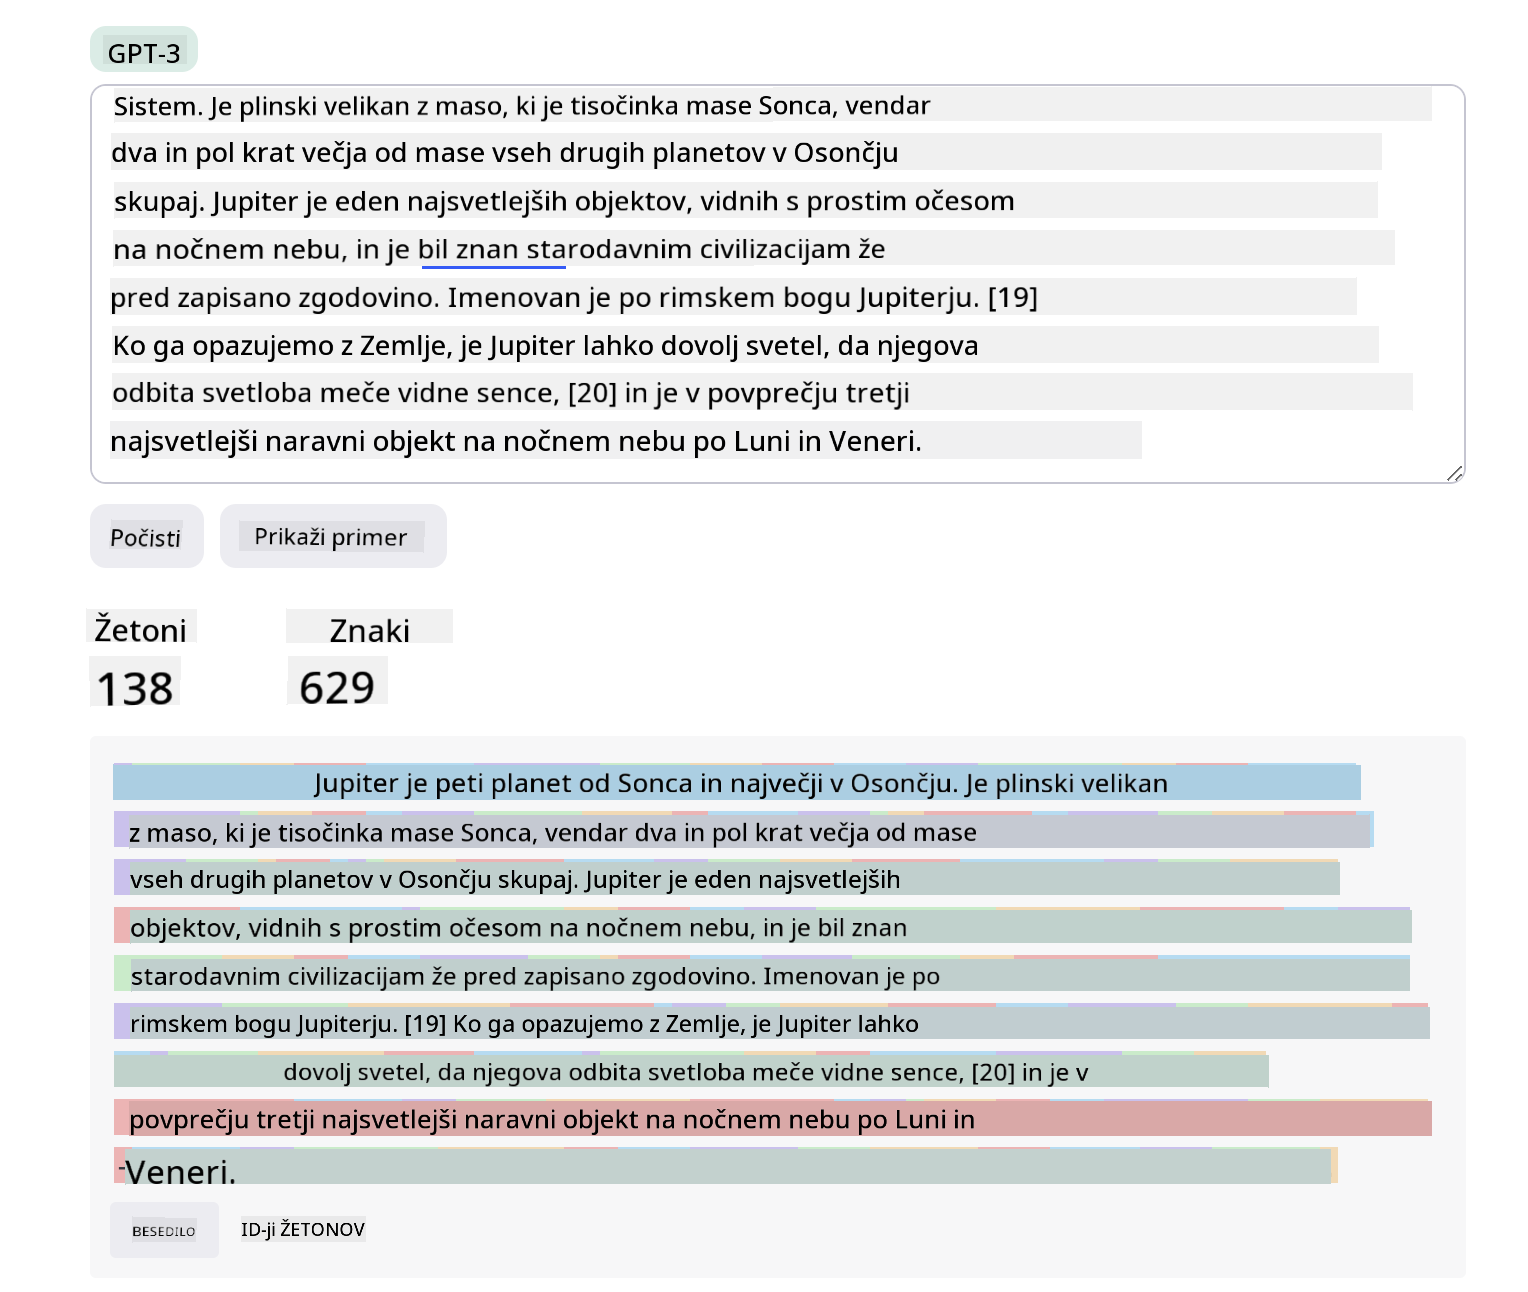 GPT-3
Sistem. Je plinski velikan z maso, ki je tisočinka mase Sonca, vendar
dva in pol krat večja od mase vseh drugih planetov v Osončju
skupaj. Jupiter je eden najsvetlejših objektov, vidnih s prostim očesom
na nočnem nebu, in je bil znan starodavnim civilizacijam že
pred zapisano zgodovino. Imenovan je po rimskem bogu Jupiterju. [19]
Ko ga opazujemo z Zemlje, je Jupiter lahko dovolj svetel, da njegova
odbita svetloba meče vidne sence, [20] in je v povprečju tretji
najsvetlejši naravni objekt na nočnem nebu po Luni in Veneri.
Počisti Prikaži primer
Žetoni Znaki
138 629
Jupiter je peti planet od Sonca in največji v Osončju. Je plinski velikan
z maso, ki je tisočinka mase Sonca, vendar dva in pol krat večja od mase
vseh drugih planetov v Osončju skupaj. Jupiter je eden najsvetlejših
objektov, vidnih s prostim očesom na nočnem nebu, in je bil znan
starodavnim civilizacijam že pred zapisano zgodovino. Imenovan je po
rimskem bogu Jupiterju. [19] Ko ga opazujemo z Zemlje, je Jupiter lahko
dovolj svetel, da njegova odbita svetloba meče vidne sence, [20] in je v
povprečju tretji najsvetlejši naravni objekt na nočnem nebu po Luni in
Veneri.
BESEDILO ID-ji ŽETONOV